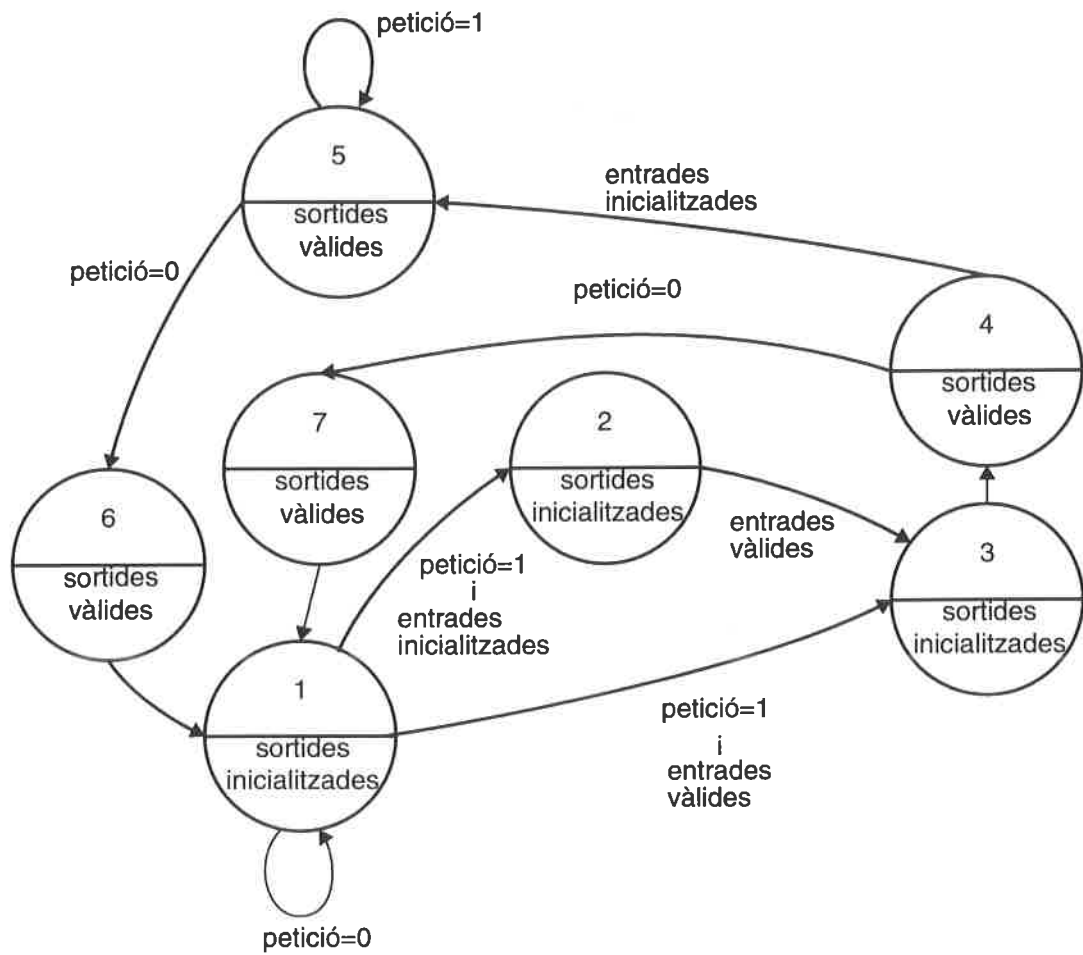 petició=1
5
sortides
vàlides
entrades
inicialitzades
petició=0
petició=0
4
sortides
vàlides
7
sortides
vàlides
2
sortides
inicialitzades
entrades
vàlides
6
sortides
vàlides
3
sortides
inicialitzades
petició=1
i
entrades
inicialitzades
1
sortides
inicialitzades
petició=1
i
entrades
vàlides
petició=0